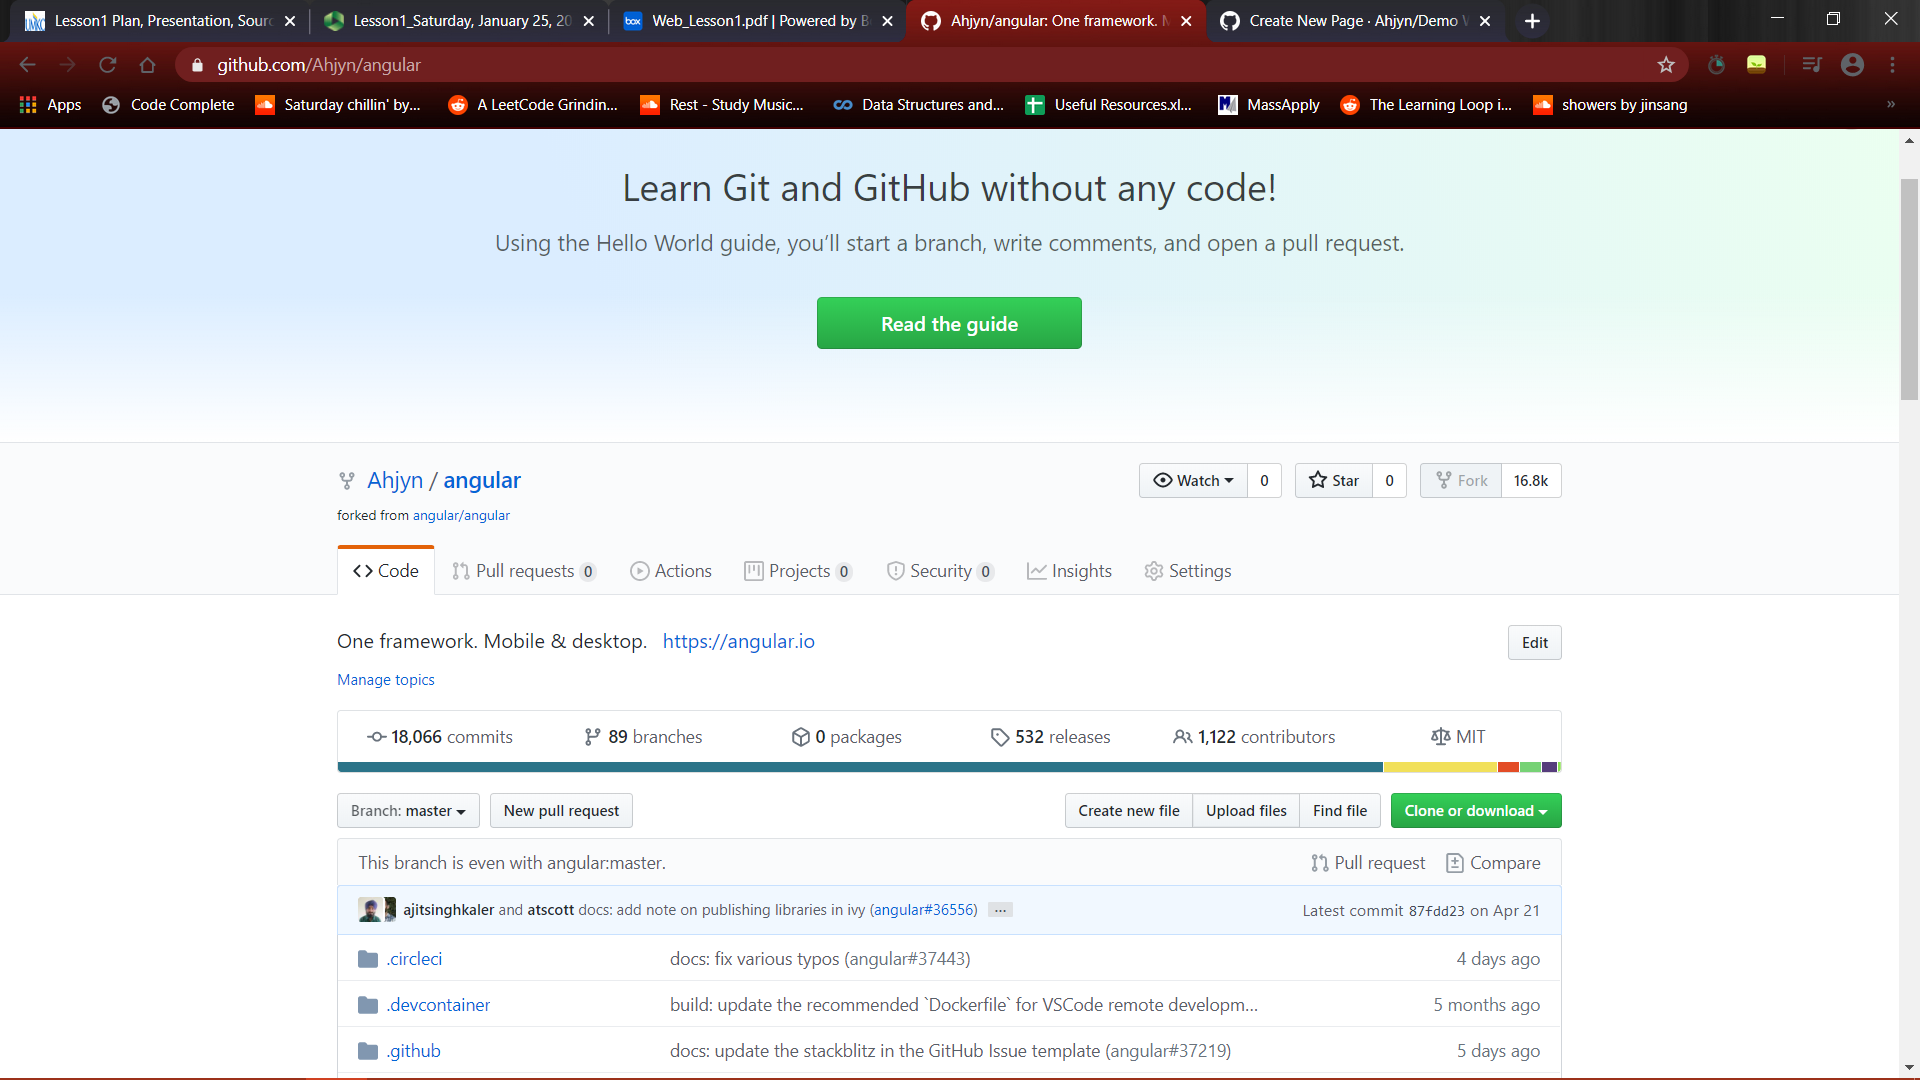 Lesson1 Plan, Presentation, Sourc
Lesson1_Saturday, January 25, 20
Web_Lesson1.pdf | Powered by B
Ahjyn/angular: One framework. M
Create New Page · Ahjyn/Demo W
github.com/Ahjyn/angular
Apps
Code Complete
Saturday chillin' by...
A LeetCode Grindin...
Rest - Study Music...
Data Structures and...
Useful Resources.xl...
MassApply
The Learning Loop i...
showers by jinsang
»
Learn Git and GitHub without any code!
Using the Hello World guide, you’ll start a branch, write comments, and open a pull request.
Read the guide
Ahjyn / angular
Watch 0
Star 0
Fork 16.8k
forked from angular/angular
Code
Pull requests 0
Actions
Projects 0
Security 0
Insights
Settings
One framework. Mobile & desktop. https://angular.io
Edit
Manage topics
18,066 commits
89 branches
0 packages
532 releases
1,122 contributors
MIT
Branch: master
New pull request
Create new file
Upload files
Find file
Clone or download
This branch is even with angular:master.
Pull request
Compare
ajitsinghkaler and atscott docs: add note on publishing libraries in ivy (angular#36556) ...
Latest commit 87fdd23 on Apr 21
.circleci docs: fix various typos (angular#37443) 4 days ago
.devcontainer build: update the recommended `Dockerfile` for VSCode remote developm... 5 months ago
.github docs: update the stackblitz in the GitHub Issue template (angular#37219) 5 days ago